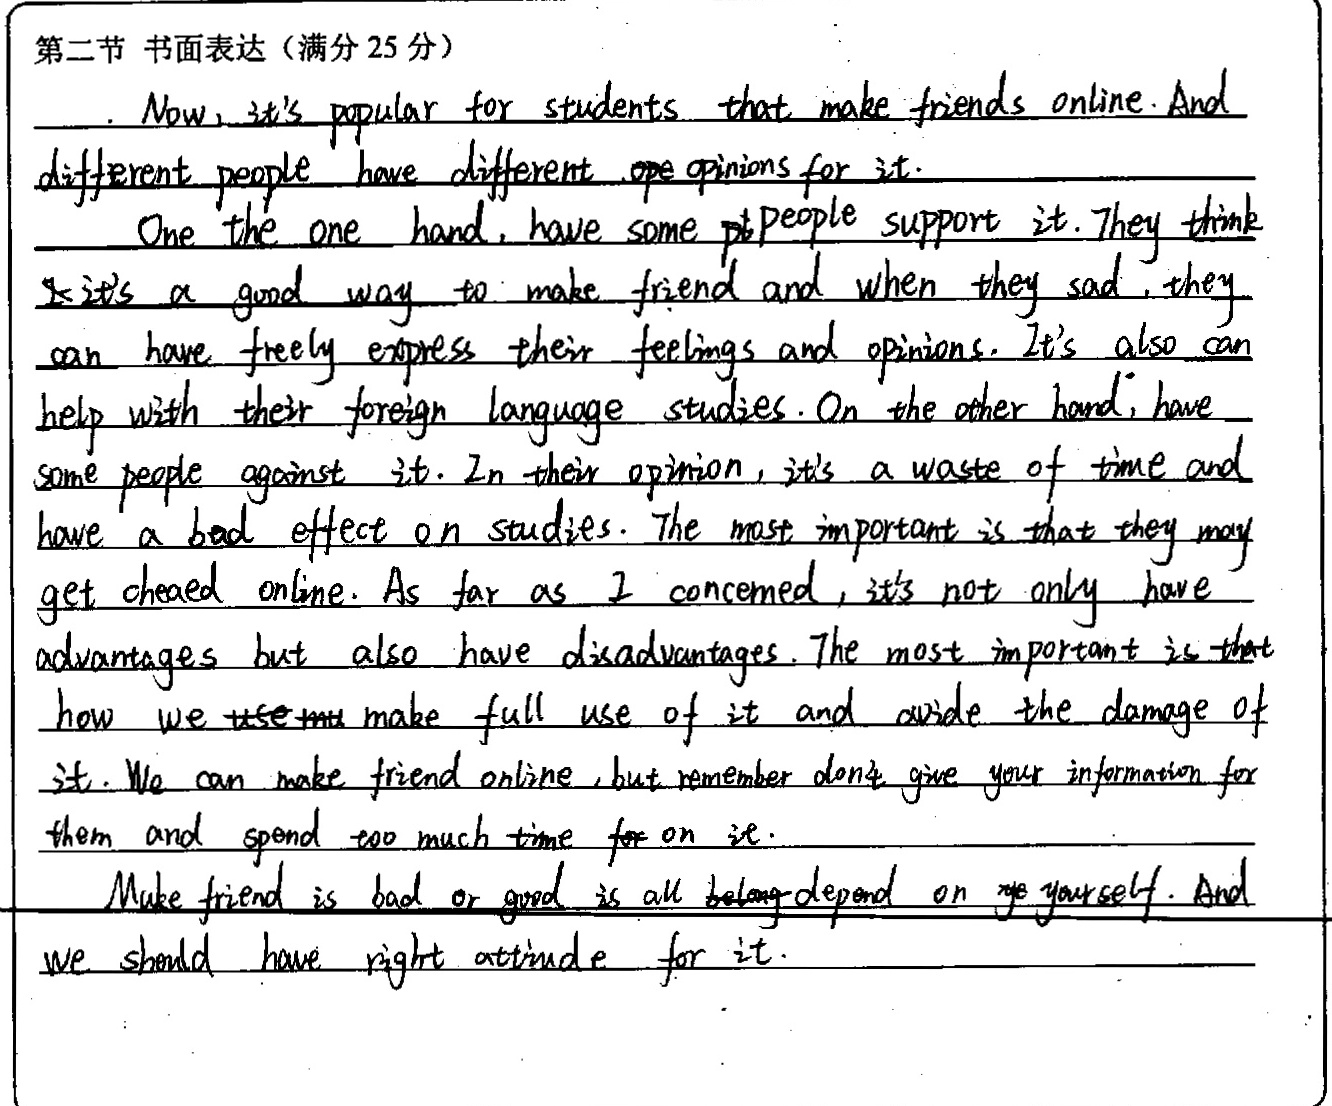 第二节 书面表达（满分 25 分）
Now, it's popular for students that make friends online. And
different people have different ope opinions for it.
One the one hand, have some pt people support it. They think
it's a good way to make friend and when they sad, they
can have freely express their feelings and opinions. It's also can
help with their foreign language studies. On the other hand, have
some people against it. In their opinion, it's a waste of time and
have a bad effect on studies. The most important is that they may
get cheaed online. As far as I concerned, it's not only have
advantages but also have disadvantages. The most important is that
how we use mu make full use of it and avide the damage of
it. We can make friend online, but remember don't give your information for
them and spend too much time for on it.
Make friend is bad or good is all belong depend on ye yourself. And
we should have right attinde for it.